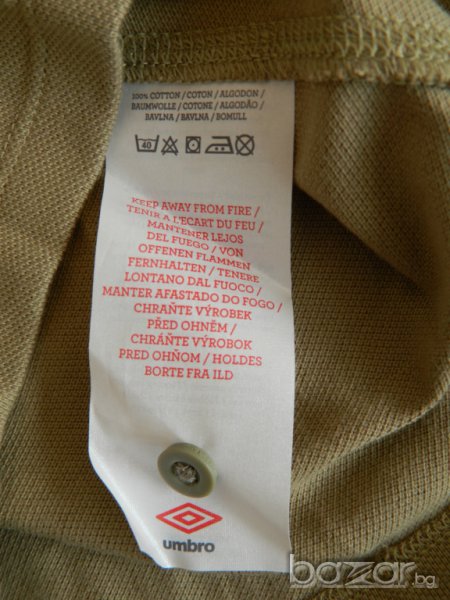 100% COTTON / COTON / ALGODON /
BAUMWOLLE / COTONE / ALGODÃO /
BAVLNA / BAVLNA / BOMULL
40
KEEP AWAY FROM FIRE /
TENIR A L'ECART DU FEU /
MANTENER LEJOS
DEL FUEGO / VON
OFFENEN FLAMMEN
FERNHALTEN / TENERE
LONTANO DAL FUOCO /
MANTER AFASTADO DO FOGO /
CHRAŇTE VÝROBEK
PŘED OHNĚM /
CHRÁŇTE VÝROBOK
PRED OHŇOM / HOLDES
BORTE FRA ILD
umbro
bazar.bg